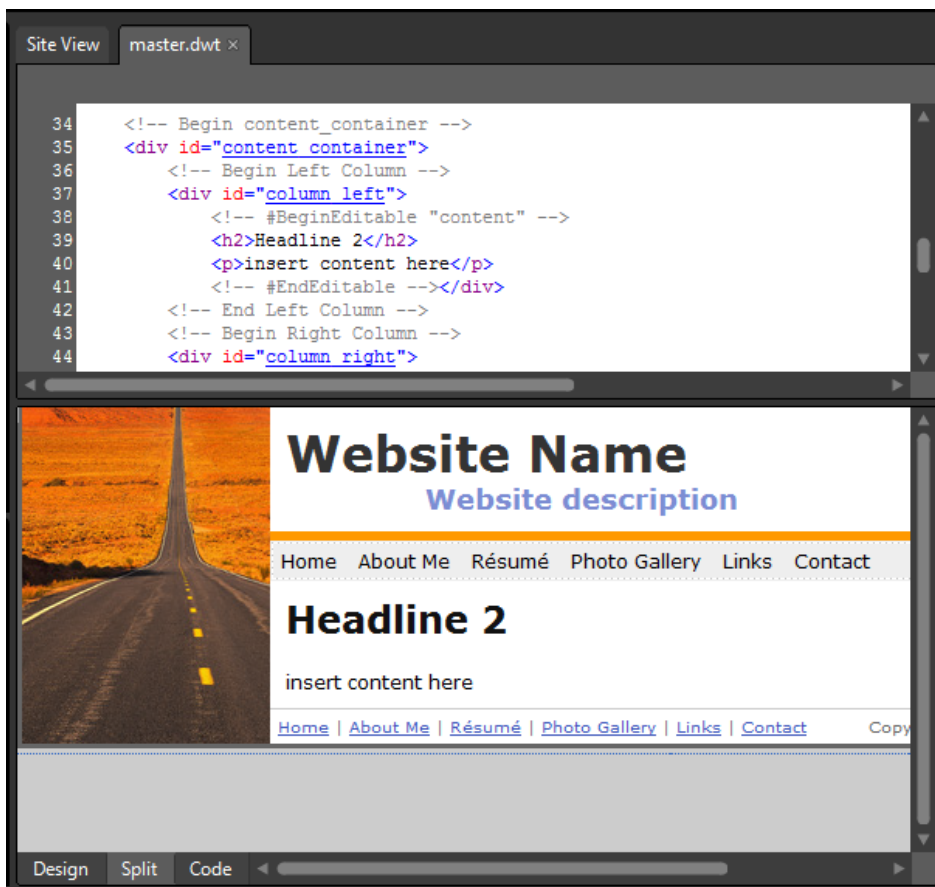 Site View master.dwt ×
34 <!-- Begin content_container -->
35 <div id="content_container">
36 <!-- Begin Left Column -->
37 <div id="column_left">
38 <!-- #BeginEditable "content" -->
39 <h2>Headline 2</h2>
40 <p>insert content here</p>
41 <!-- #EndEditable --></div>
42 <!-- End Left Column -->
43 <!-- Begin Right Column -->
44 <div id="column_right">
Website Name
Website description
Home About Me Résumé Photo Gallery Links Contact
Headline 2
insert content here
Home | About Me | Résumé | Photo Gallery | Links | Contact Copy
Design Split Code